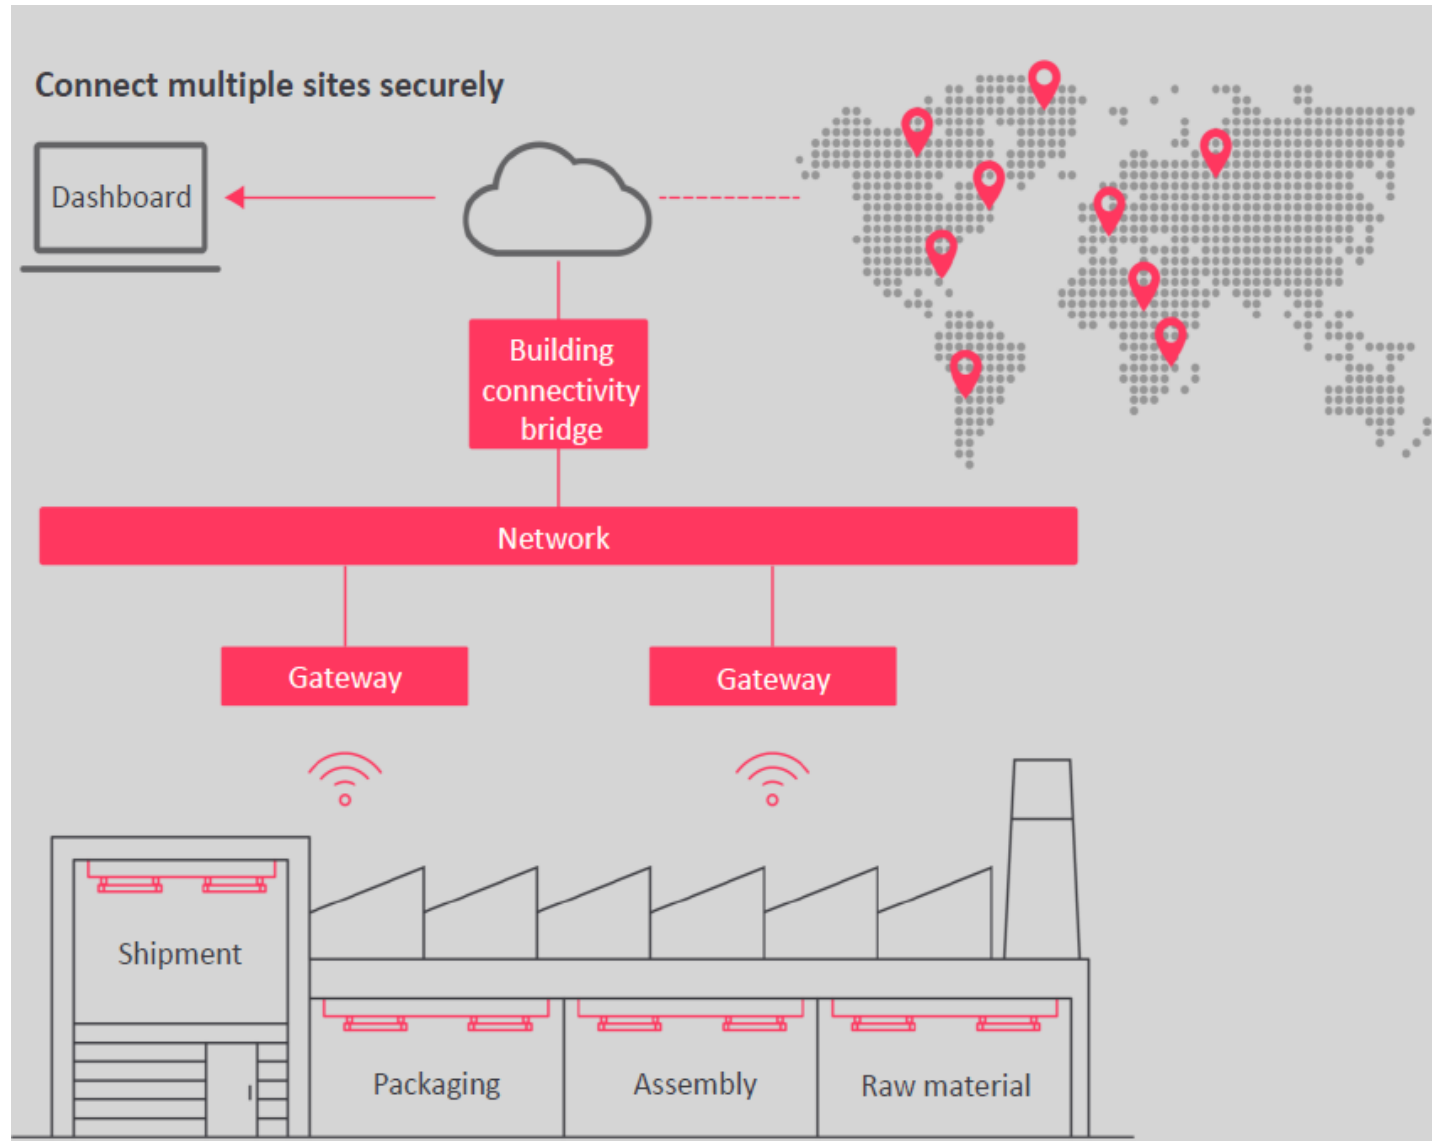 Connect multiple sites securely
Dashboard
Building
connectivity
bridge
Network
Gateway
Gateway
Shipment
Packaging
Assembly
Raw material